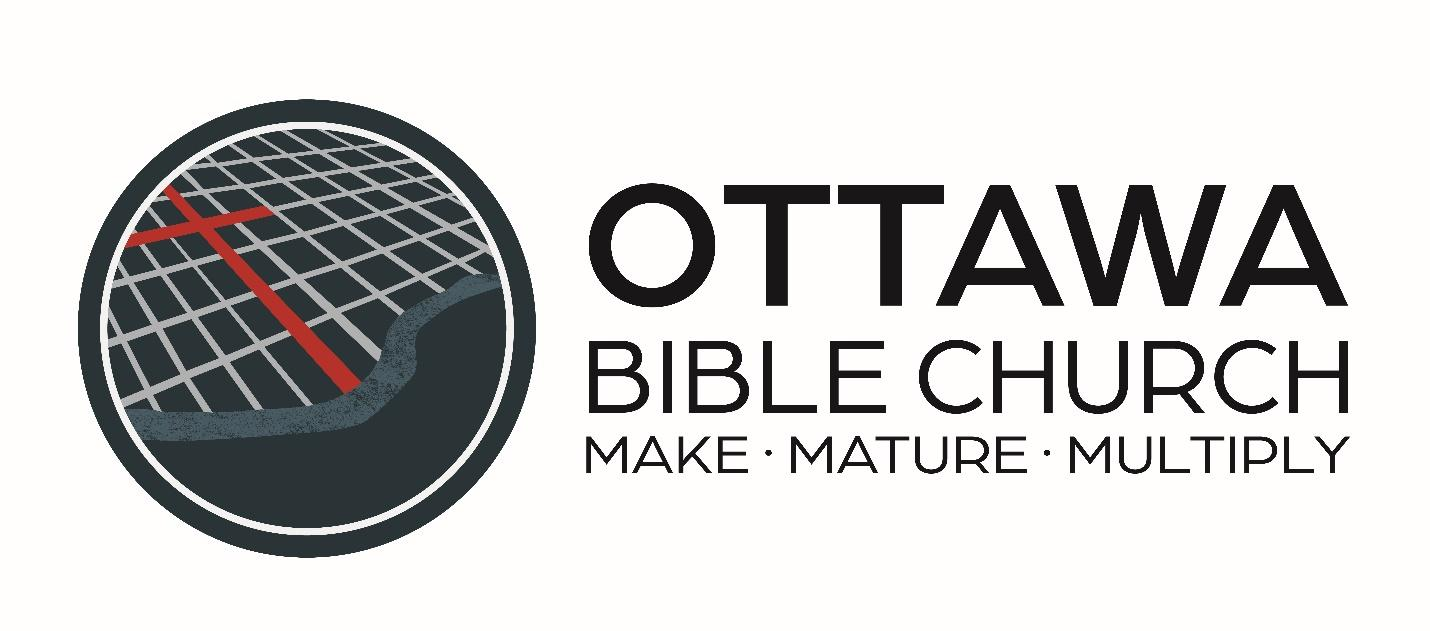 OTTAWA
BIBLE CHURCH
MAKE · MATURE · MULTIPLY